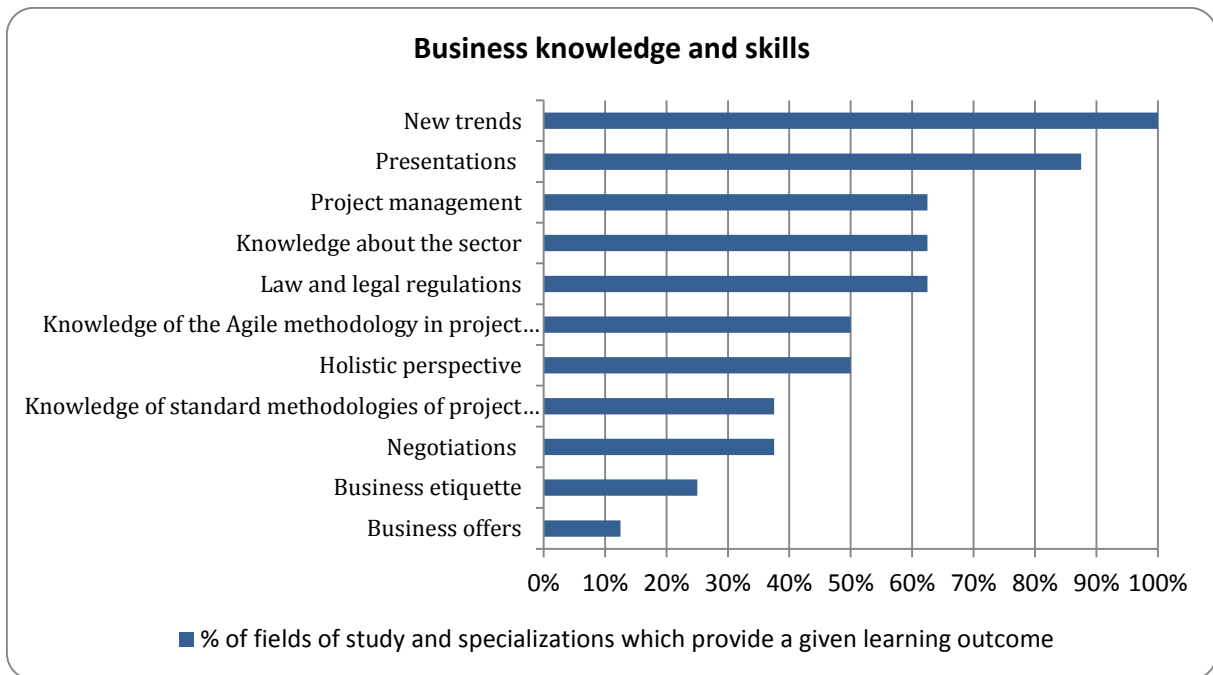 Business knowledge and skills
New trends
Presentations
Project management
Knowledge about the sector
Law and legal regulations
Knowledge of the Agile methodology in project…
Holistic perspective
Knowledge of standard methodologies of project…
Negotiations
Business etiquette
Business offers
0% 10% 20% 30% 40% 50% 60% 70% 80% 90% 100%
% of fields of study and specializations which provide a given learning outcome